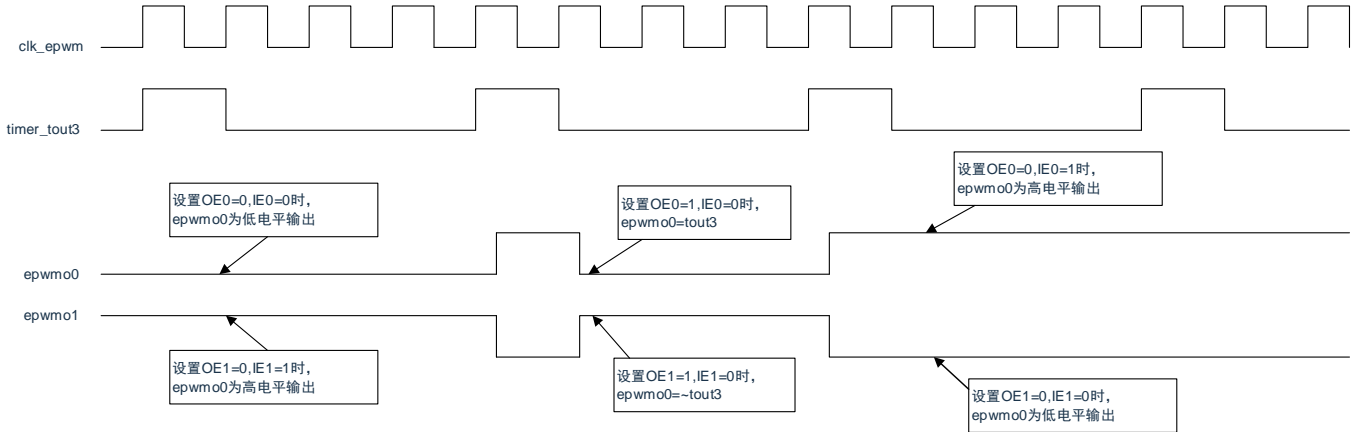 clk_epwm
timer_tout3
设置OE0=0,IE0=0时，
epwmo0为低电平输出
设置OE0=1,IE0=0时，
epwmo0=tout3
设置OE0=0,IE0=1时，
epwmo0为高电平输出
epwmo0
epwmo1
设置OE1=0,IE1=1时，
epwmo0为高电平输出
设置OE1=1,IE1=0时，
epwmo0=~tout3
设置OE1=0,IE1=0时，
epwmo0为低电平输出